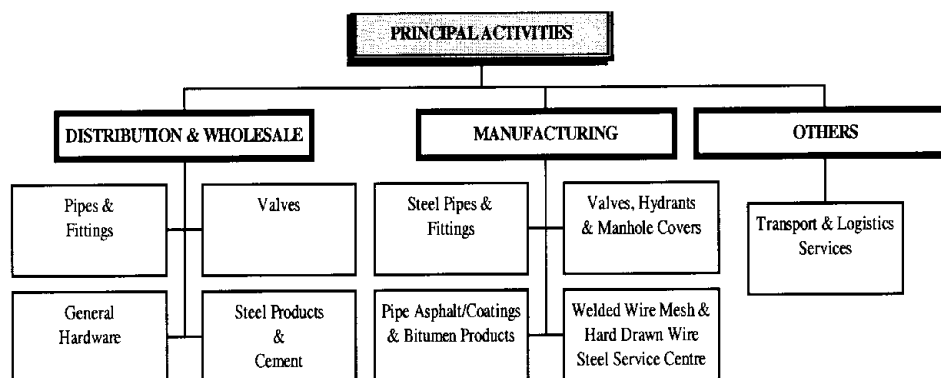 PRINCIPAL ACTIVITIES
DISTRIBUTION & WHOLESALE
MANUFACTURING
OTHERS
Pipes &
Fittings
Valves
Steel Pipes &
Fittings
Valves, Hydrants
& Manhole Covers
Transport & Logistics
Services
General
Hardware
Steel Products
&
Cement
Pipe Asphalt/Coatings
& Bitumen Products
Welded Wire Mesh &
Hard Drawn Wire
Steel Service Centre